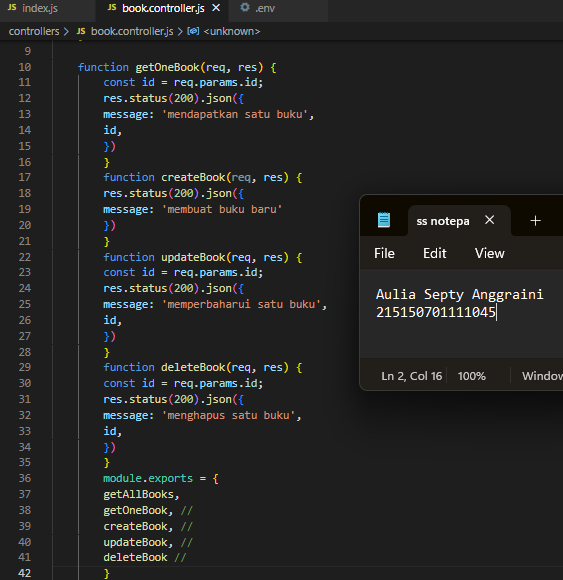 JS index.js
JS book.controller.js ×
.env
controllers > JS book.controller.js > <unknown>
9
10 function getOneBook(req, res) {
11 const id = req.params.id;
12 res.status(200).json({
13 message: 'mendapatkan satu buku',
14 id,
15 })
16 }
17 function createBook(req, res) {
18 res.status(200).json({
19 message: 'membuat buku baru'
20 })
21 }
22 function updateBook(req, res) {
23 const id = req.params.id;
24 res.status(200).json({
25 message: 'memperbaharui satu buku',
26 id,
27 })
28 }
29 function deleteBook(req, res) {
30 const id = req.params.id;
31 res.status(200).json({
32 message: 'menghapus satu buku',
33 id,
34 })
35 }
36 module.exports = {
37 getAllBooks,
38 getOneBook, //
39 createBook, //
40 updateBook, //
41 deleteBook //
42 }
ss notepa × +
File Edit View
Aulia Septy Anggraini
215150701111045
Ln 2, Col 16 100% Window